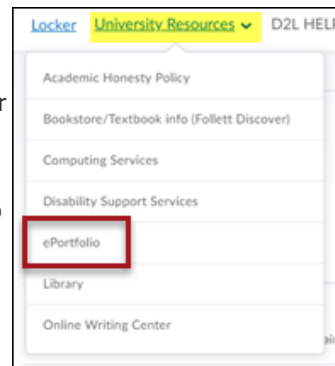 Locker University Resources D2L HELP
Academic Honesty Policy
Bookstore/Textbook info (Follett Discover)
Computing Services
Disability Support Services
ePortfolio
Library
Online Writing Center